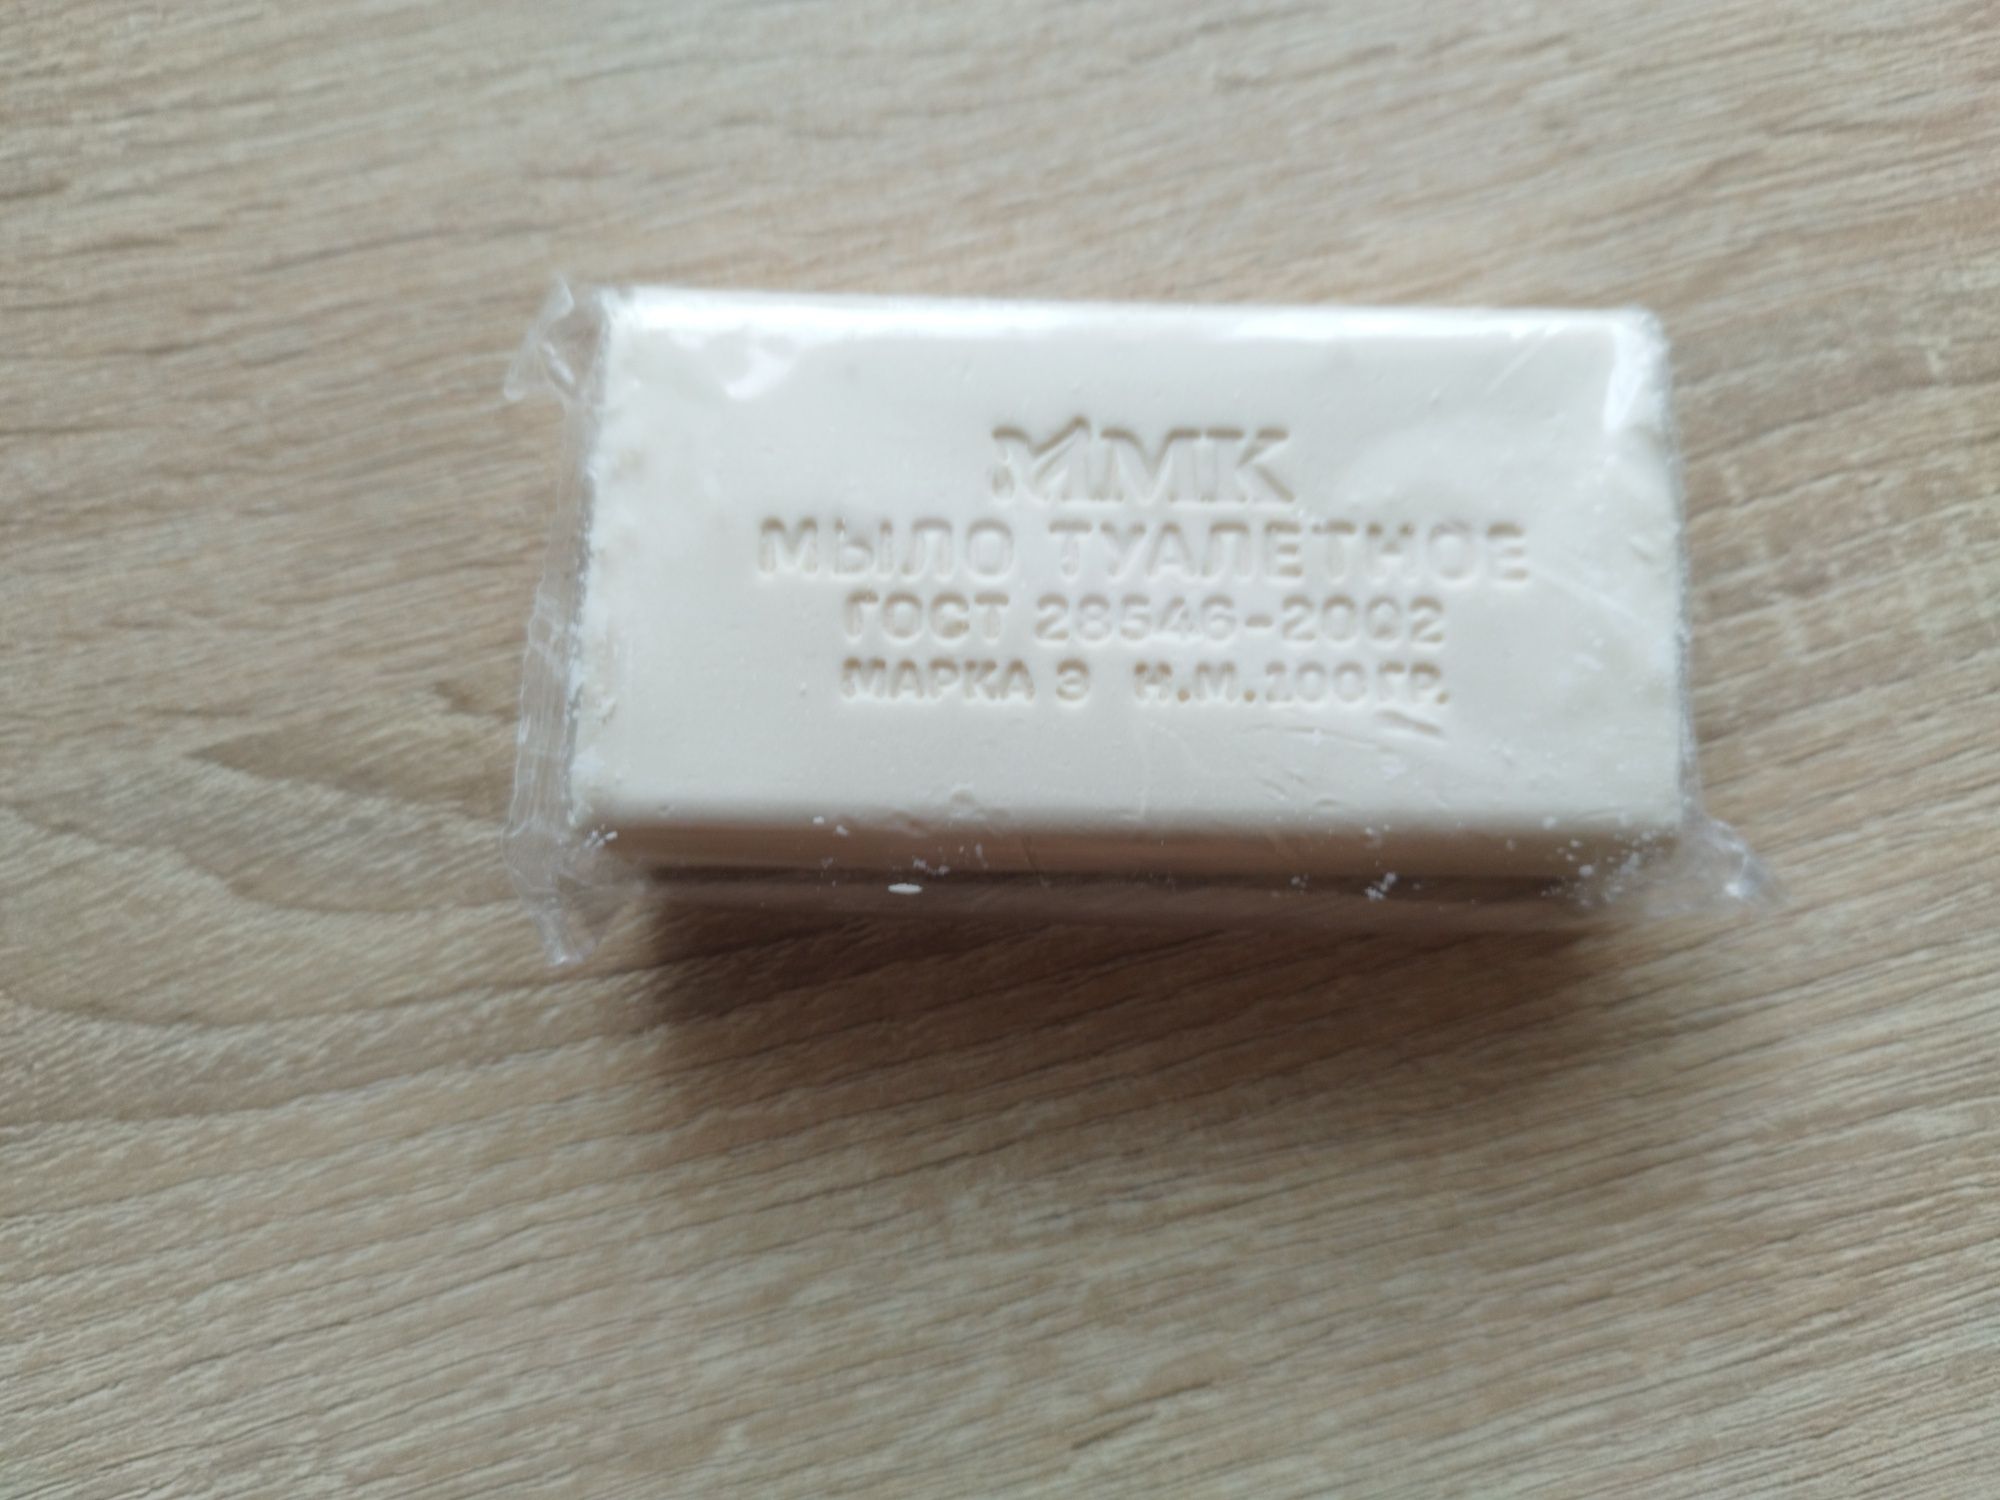 ММК
МЫЛО ТУАЛЕТНОЕ
ГОСТ 28546-2002
МАРКА Э Н.М.100ГР.